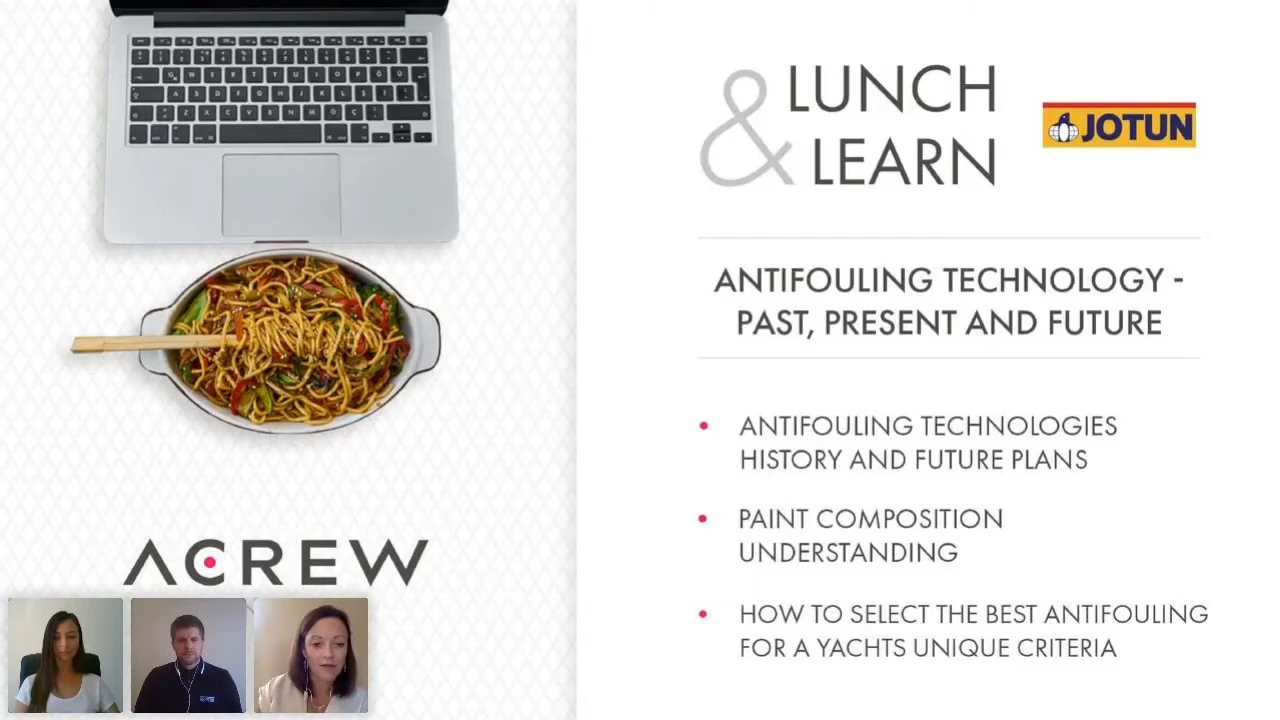 & LUNCH
LEARN
JOTUN
ANTIFOULING TECHNOLOGY -
PAST, PRESENT AND FUTURE
• ANTIFOULING TECHNOLOGIES
HISTORY AND FUTURE PLANS
• PAINT COMPOSITION
UNDERSTANDING
• HOW TO SELECT THE BEST ANTIFOULING
FOR A YACHTS UNIQUE CRITERIA
ACREW